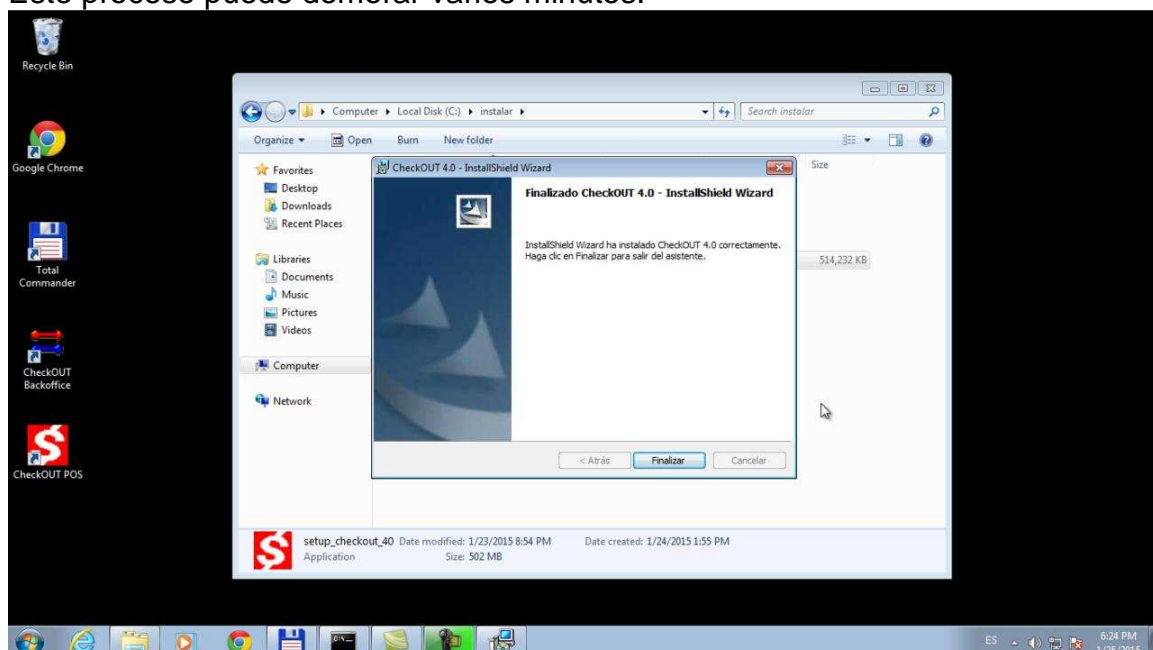 Este proceso puede demorar varios minutos.
Recycle Bin
Computer ▸ Local Disk (C:) ▸ instalar ▸
Search instalar
Organize
Open
Burn
New folder
Google Chrome
Favorites
Desktop
Downloads
Recent Places
Libraries
Documents
Music
Pictures
Videos
Computer
Network
Size
514,232 KB
CheckOUT 4.0 - InstallShield Wizard
Finalizado CheckOUT 4.0 - InstallShield Wizard
InstallShield Wizard ha instalado CheckOUT 4.0 correctamente.
Haga clic en Finalizar para salir del asistente.
< Atrás
Finalizar
Cancelar
Total
Commander
CheckOUT
Backoffice
CheckOUT POS
setup_checkout_40 Date modified: 1/23/2015 8:54 PM Date created: 1/24/2015 1:55 PM
Application Size: 502 MB
ES
6:24 PM